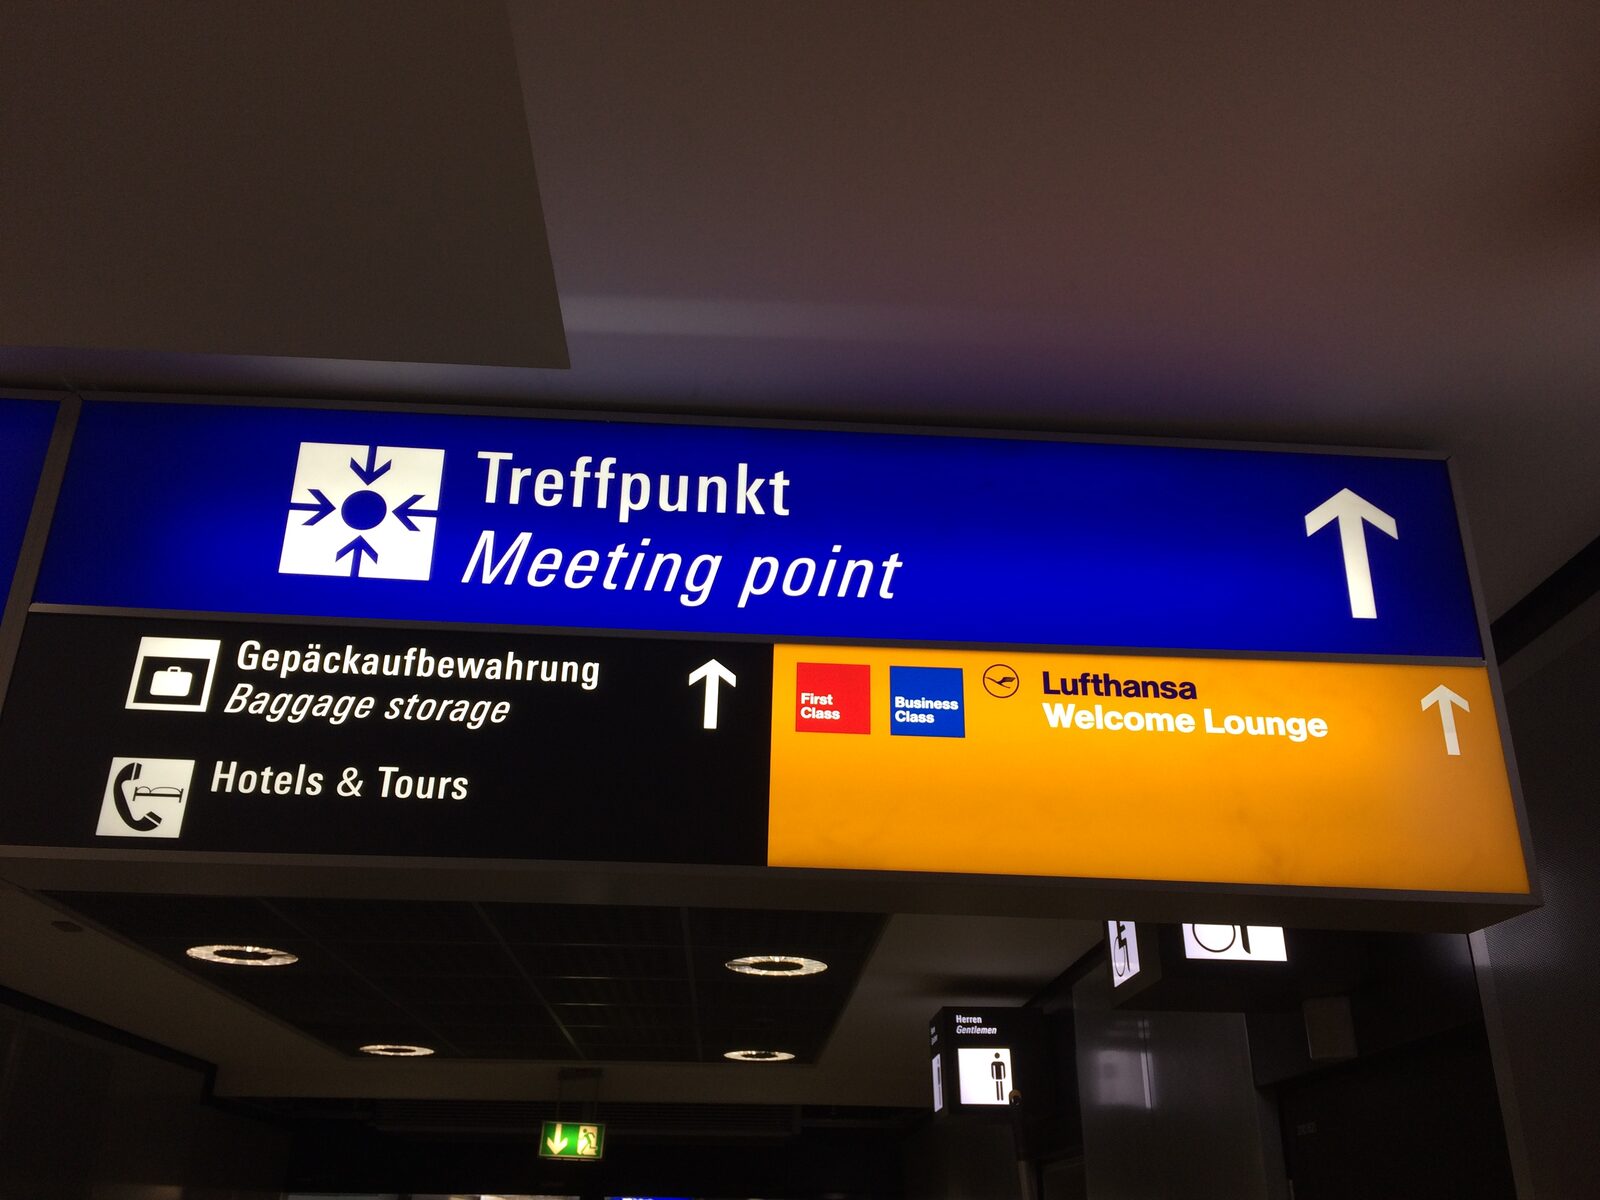 Treffpunkt
Meeting point
Gepäckaufbewahrung
Baggage storage
Hotels & Tours
First
Class
Business
Class
Lufthansa
Welcome Lounge
Herren
Gentlemen